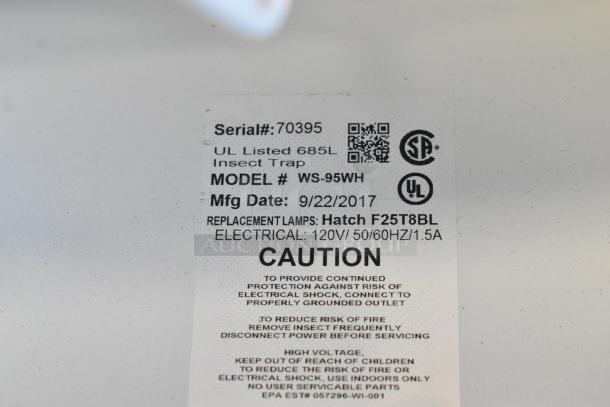 Serial#: 70395
UL Listed 685L
Insect Trap
MODEL # WS-95WH
Mfg Date: 9/22/2017
REPLACEMENT LAMPS: Hatch F25T8BL
ELECTRICAL: 120V/ 50/60HZ/1.5A
CAUTION
TO PROVIDE CONTINUED
PROTECTION AGAINST RISK OF
ELECTRICAL SHOCK, CONNECT TO
PROPERLY GROUNDED OUTLET
TO REDUCE RISK OF FIRE
REMOVE INSECT FREQUENTLY
DISCONNECT POWER BEFORE SERVICING
HIGH VOLTAGE,
KEEP OUT OF REACH OF CHILDREN
TO REDUCE THE RISK OF FIRE OR
ELECTRICAL SHOCK, USE INDOORS ONLY
NO USER SERVICABLE PARTS
EPA EST# 057296-WI-001
SA
UL